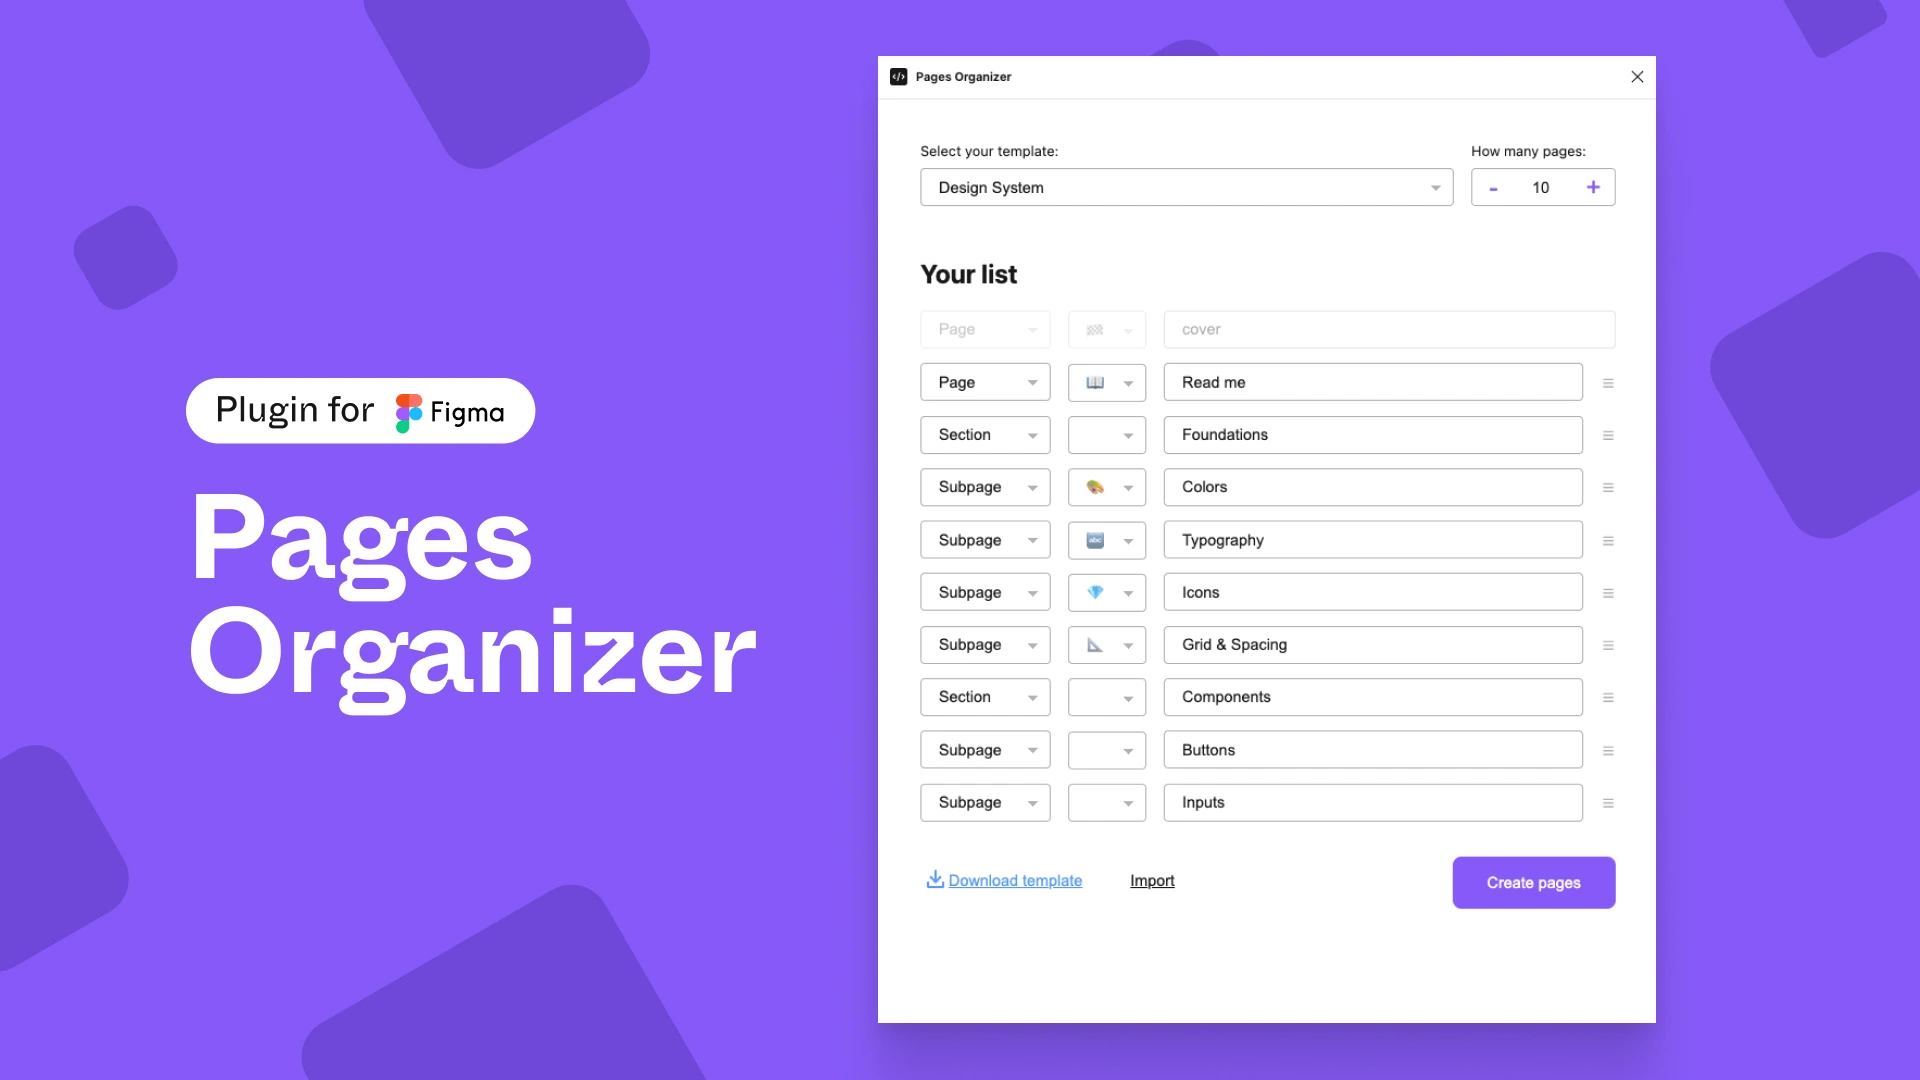 Plugin for Figma
Pages
Organizer
Pages Organizer
Select your template:
How many pages:
Design System
- 10 +
Your list
Page cover
Page Read me
Section Foundations
Subpage Colors
Subpage abc Typography
Subpage Icons
Subpage Grid & Spacing
Section Components
Subpage Buttons
Subpage Inputs
Download template
Import
Create pages